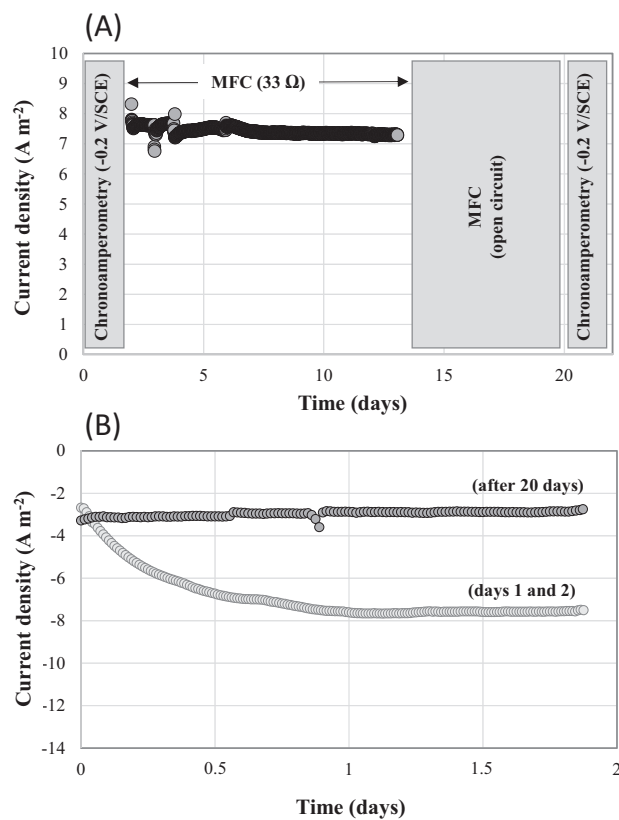 (A)
10
9
8
7
6
5
4
3
2
1
0
Current density (A m⁻²)
Chronoamperometry (-0.2 V/SCE)
MFC (33 Ω)
MFC
(open circuit)
Chronoamperometry (-0.2 V/SCE)
0 5 10 15 20
Time (days)
(B)
0
-2
-4
-6
-8
-10
-12
-14
Current density (A m⁻²)
(after 20 days)
(days 1 and 2)
0 0.5 1 1.5 2
Time (days)